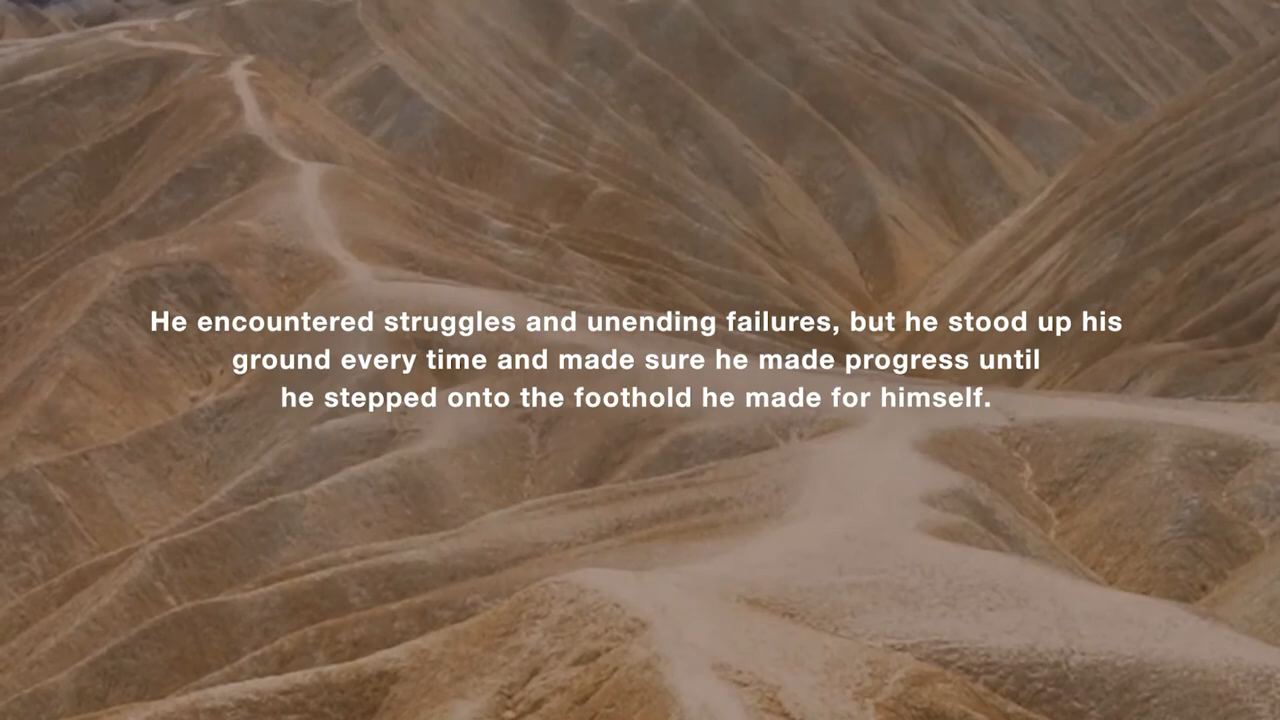 He encountered struggles and unending failures, but he stood up his
ground every time and made sure he made progress until
he stepped onto the foothold he made for himself.